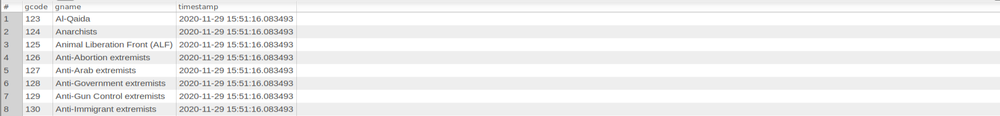 # gcode gname timestamp
1 123 Al-Qaida 2020-11-29 15:51:16.083493
2 124 Anarchists 2020-11-29 15:51:16.083493
3 125 Animal Liberation Front (ALF) 2020-11-29 15:51:16.083493
4 126 Anti-Abortion extremists 2020-11-29 15:51:16.083493
5 127 Anti-Arab extremists 2020-11-29 15:51:16.083493
6 128 Anti-Government extremists 2020-11-29 15:51:16.083493
7 129 Anti-Gun Control extremists 2020-11-29 15:51:16.083493
8 130 Anti-Immigrant extremists 2020-11-29 15:51:16.083493